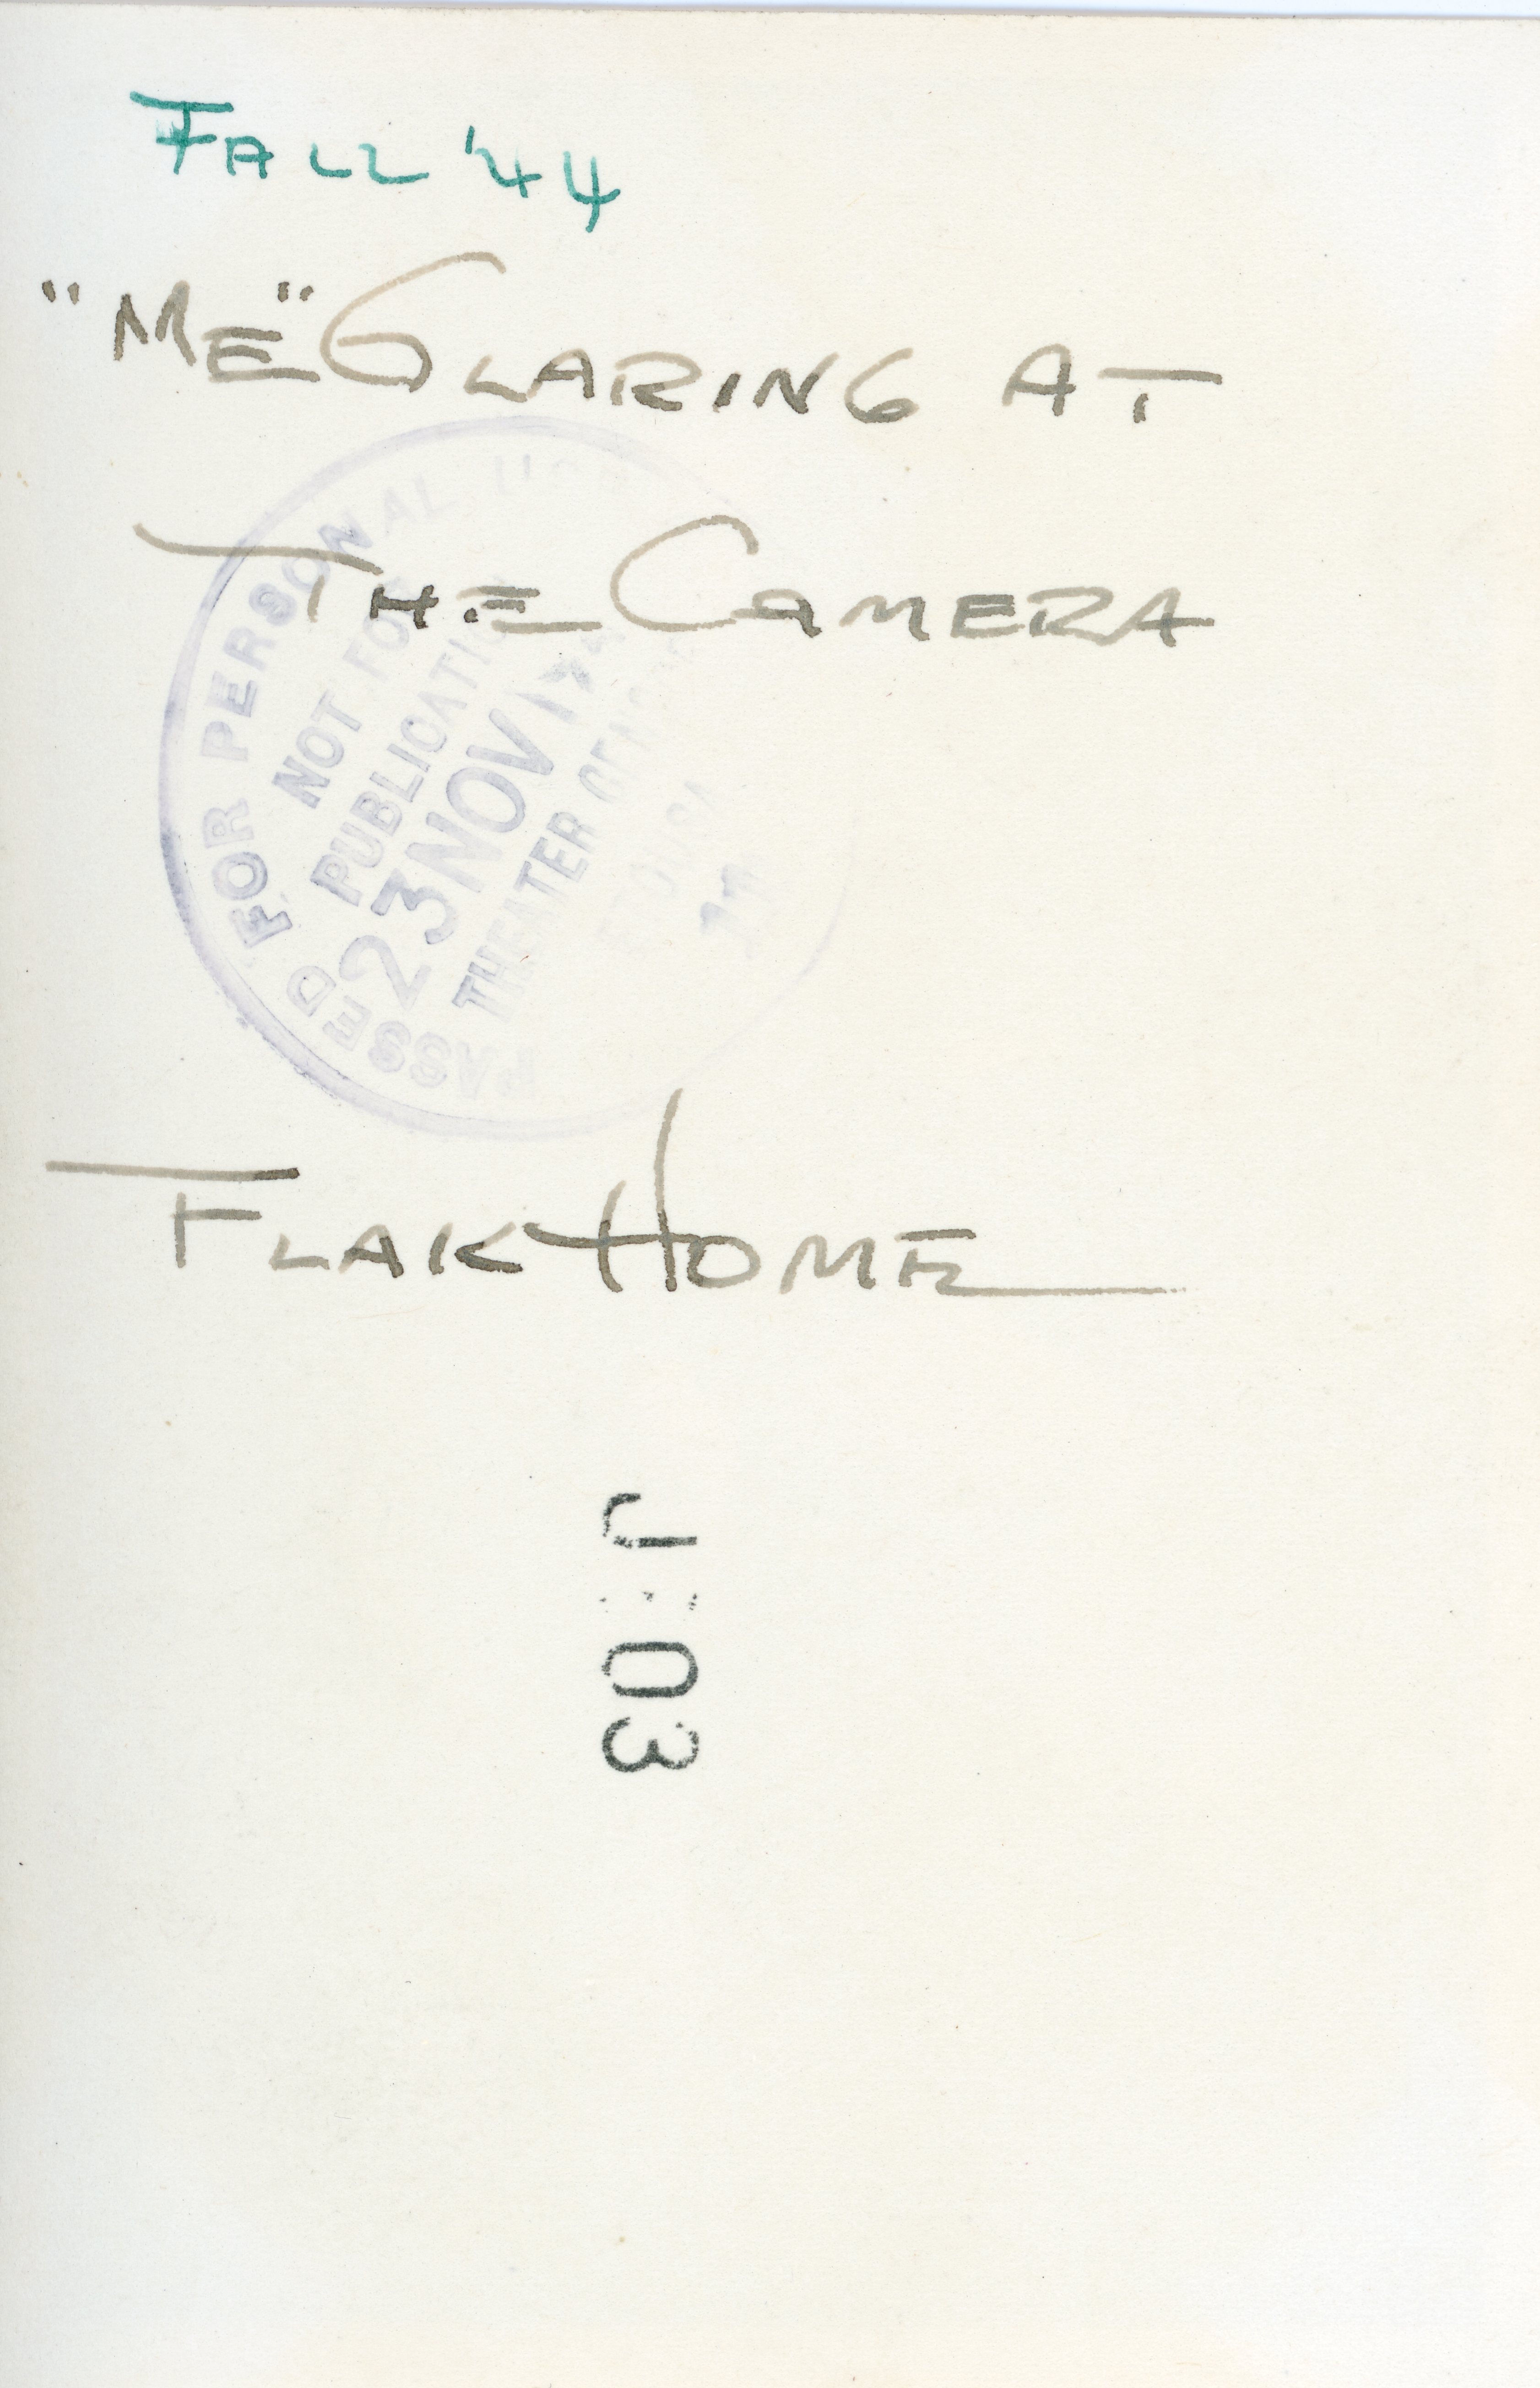 FALL '44
"ME" GLARING AT
THE CAMERA
PASSED FOR PERSONAL
NOT FOR
PUBLICATION
23 NOV
THEATER
FLAK HOME
J
03